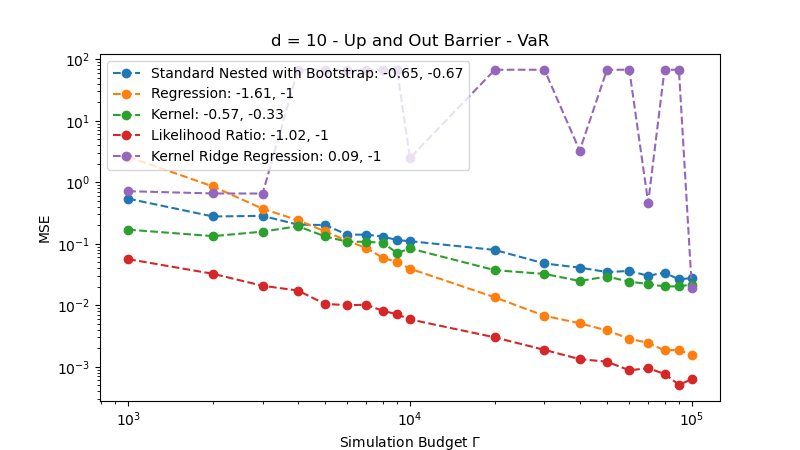 d = 10 - Up and Out Barrier - VaR
10²
Standard Nested with Bootstrap: -0.65, -0.67
Regression: -1.61, -1
10¹
Kernel: -0.57, -0.33
Likelihood Ratio: -1.02, -1
Kernel Ridge Regression: 0.09, -1
10⁰
MSE
10⁻¹
10⁻²
10⁻³
10³ 10⁴ 10⁵
Simulation Budget Γ